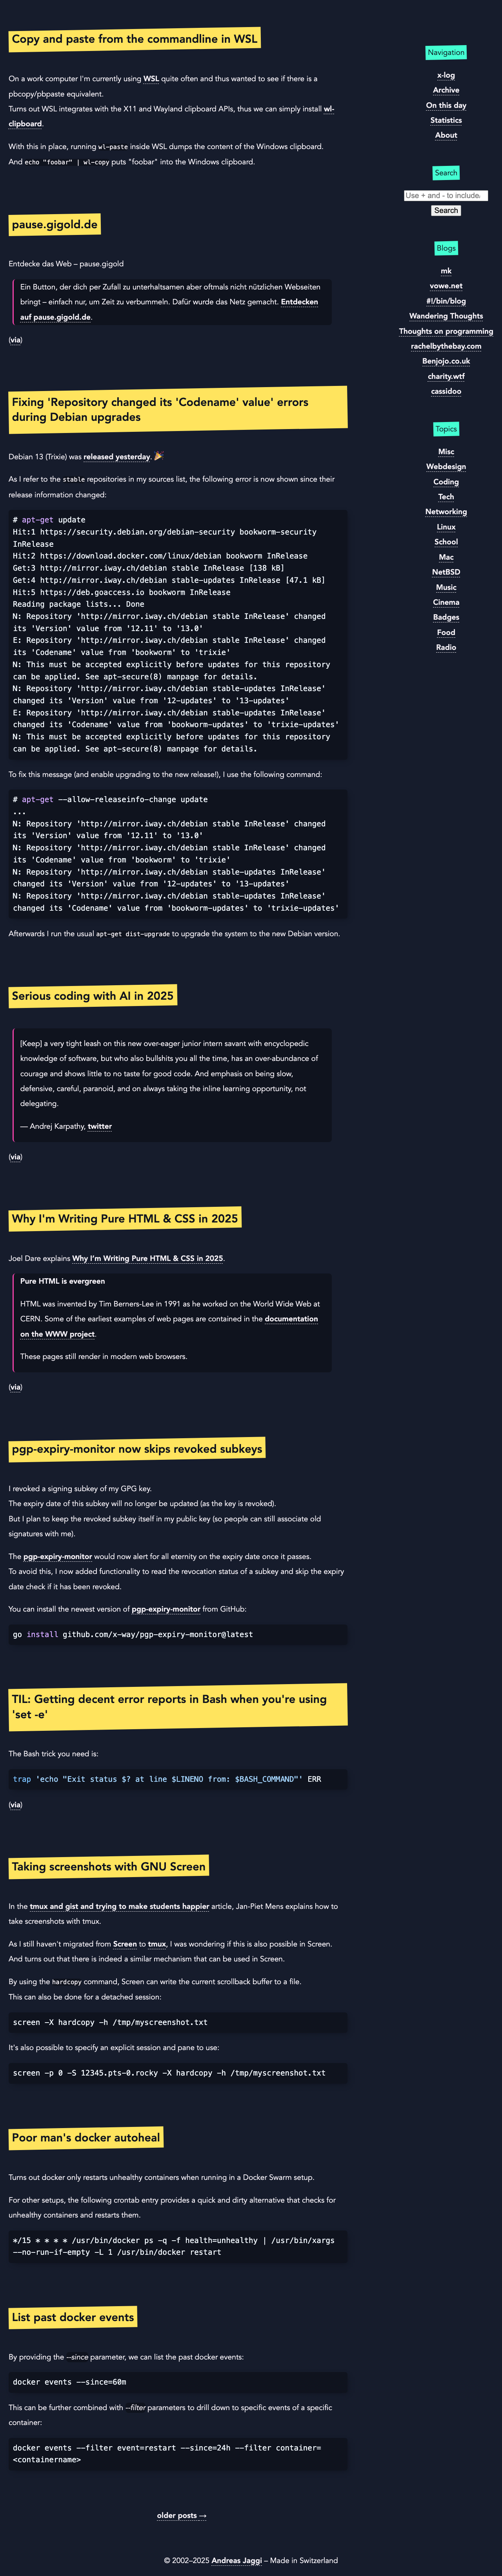 Copy and paste from the commandline in WSL
On a work computer I'm currently using WSL quite often and thus wanted to see if there is a
pbcopy/pbpaste equivalent.
Turns out WSL integrates with the X11 and Wayland clipboard APIs, thus we can simply install wl-
clipboard.
With this in place, running wl-paste inside WSL dumps the content of the Windows clipboard.
And echo "foobar" | wl-copy puts "foobar" into the Windows clipboard.
pause.gigold.de
Entdecke das Web – pause.gigold
Ein Button, der dich per Zufall zu unterhaltsamen aber oftmals nicht nützlichen Webseiten
bringt – einfach nur, um Zeit zu verbummeln. Dafür wurde das Netz gemacht. Entdecken
auf pause.gigold.de.
(via)
Fixing 'Repository changed its 'Codename' value' errors
during Debian upgrades
Debian 13 (Trixie) was released yesterday. 🎉
As I refer to the stable repositories in my sources list, the following error is now shown since their
release information changed:
# apt-get update
Hit:1 https://security.debian.org/debian-security bookworm-security
InRelease
Hit:2 https://download.docker.com/linux/debian bookworm InRelease
Get:3 http://mirror.iway.ch/debian stable InRelease [138 kB]
Get:4 http://mirror.iway.ch/debian stable-updates InRelease [47.1 kB]
Hit:5 https://deb.goaccess.io bookworm InRelease
Reading package lists... Done
N: Repository 'http://mirror.iway.ch/debian stable InRelease' changed
its 'Version' value from '12.11' to '13.0'
E: Repository 'http://mirror.iway.ch/debian stable InRelease' changed
its 'Codename' value from 'bookworm' to 'trixie'
N: This must be accepted explicitly before updates for this repository
can be applied. See apt-secure(8) manpage for details.
N: Repository 'http://mirror.iway.ch/debian stable-updates InRelease'
changed its 'Version' value from '12-updates' to '13-updates'
E: Repository 'http://mirror.iway.ch/debian stable-updates InRelease'
changed its 'Codename' value from 'bookworm-updates' to 'trixie-updates'
N: This must be accepted explicitly before updates for this repository
can be applied. See apt-secure(8) manpage for details.
To fix this message (and enable upgrading to the new release!), I use the following command:
# apt-get --allow-releaseinfo-change update
...
N: Repository 'http://mirror.iway.ch/debian stable InRelease' changed
its 'Version' value from '12.11' to '13.0'
N: Repository 'http://mirror.iway.ch/debian stable InRelease' changed
its 'Codename' value from 'bookworm' to 'trixie'
N: Repository 'http://mirror.iway.ch/debian stable-updates InRelease'
changed its 'Version' value from '12-updates' to '13-updates'
N: Repository 'http://mirror.iway.ch/debian stable-updates InRelease'
changed its 'Codename' value from 'bookworm-updates' to 'trixie-updates'
Afterwards I run the usual apt-get dist-upgrade to upgrade the system to the new Debian version.
Serious coding with AI in 2025
[Keep] a very tight leash on this new over-eager junior intern savant with encyclopedic
knowledge of software, but who also bullshits you all the time, has an over-abundance of
courage and shows little to no taste for good code. And emphasis on being slow,
defensive, careful, paranoid, and on always taking the inline learning opportunity, not
delegating.
— Andrej Karpathy, twitter
(via)
Why I'm Writing Pure HTML & CSS in 2025
Joel Dare explains Why I'm Writing Pure HTML & CSS in 2025.
Pure HTML is evergreen
HTML was invented by Tim Berners-Lee in 1991 as he worked on the World Wide Web at
CERN. Some of the earliest examples of web pages are contained in the documentation
on the WWW project.
These pages still render in modern web browsers.
(via)
pgp-expiry-monitor now skips revoked subkeys
I revoked a signing subkey of my GPG key.
The expiry date of this subkey will no longer be updated (as the key is revoked).
But I plan to keep the revoked subkey itself in my public key (so people can still associate old
signatures with me).
The pgp-expiry-monitor would now alert for all eternity on the expiry date once it passes.
To avoid this, I now added functionality to read the revocation status of a subkey and skip the expiry
date check if it has been revoked.
You can install the newest version of pgp-expiry-monitor from GitHub:
go install github.com/x-way/pgp-expiry-monitor@latest
TIL: Getting decent error reports in Bash when you're using
'set -e'
The Bash trick you need is:
trap 'echo "Exit status $? at line $LINENO from: $BASH_COMMAND"' ERR
(via)
Taking screenshots with GNU Screen
In the tmux and gist and trying to make students happier article, Jan-Piet Mens explains how to
take screenshots with tmux.
As I still haven't migrated from Screen to tmux, I was wondering if this is also possible in Screen.
And turns out that there is indeed a similar mechanism that can be used in Screen.
By using the hardcopy command, Screen can write the current scrollback buffer to a file.
This can also be done for a detached session:
screen -X hardcopy -h /tmp/myscreenshot.txt
It's also possible to specify an explicit session and pane to use:
screen -p 0 -S 12345.pts-0.rocky -X hardcopy -h /tmp/myscreenshot.txt
Poor man's docker autoheal
Turns out docker only restarts unhealthy containers when running in a Docker Swarm setup.
For other setups, the following crontab entry provides a quick and dirty alternative that checks for
unhealthy containers and restarts them.
*/15 * * * * /usr/bin/docker ps -q -f health=unhealthy | /usr/bin/xargs
--no-run-if-empty -L 1 /usr/bin/docker restart
List past docker events
By providing the --since parameter, we can list the past docker events:
docker events --since=60m
This can be further combined with --filter parameters to drill down to specific events of a specific
container:
docker events --filter event=restart --since=24h --filter container=
<containername>
older posts →
Navigation
x-log
Archive
On this day
Statistics
About
Search
Use + and - to include
Search
Blogs
mk
vowe.net
#!/bin/blog
Wandering Thoughts
Thoughts on programming
rachelbythebay.com
Benjojo.co.uk
charity.wtf
cassidoo
Topics
Misc
Webdesign
Coding
Tech
Networking
Linux
School
Mac
NetBSD
Music
Cinema
Badges
Food
Radio
© 2002–2025 Andreas Jaggi – Made in Switzerland